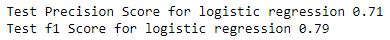 Test Precision Score for logistic regression 0.71
Test f1 Score for logistic regression 0.79